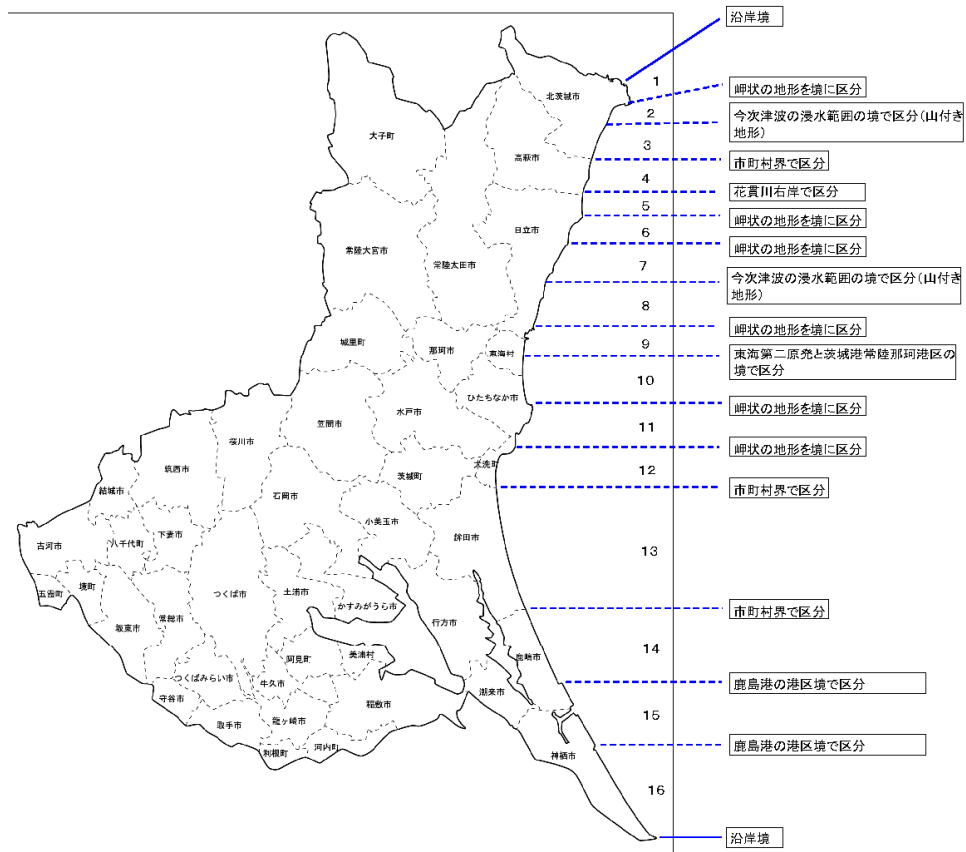 沿岸境
1
岬状の地形を境に区分
北茨城市
2
今次津波の浸水範囲の境で区分(山付き
地形)
大子町
3
高萩市
市町村界で区分
4
花貫川右岸で区分
5
岬状の地形を境に区分
日立市
6
岬状の地形を境に区分
常陸大宮市
常陸太田市
7
今次津波の浸水範囲の境で区分(山付き
地形)
8
岬状の地形を境に区分
城里町
那珂市
東海村
9
東海第二原発と茨城港常陸那珂港区の
境で区分
10
ひたちなか市
岬状の地形を境に区分
水戸市
笠間市
11
桜川市
岬状の地形を境に区分
大洗町
12
筑西市
茨城町
結城市
石岡市
市町村界で区分
小美玉市
下妻市
鉾田市
八千代町
古河市
13
境町
五霞町
つくば市
土浦市
かすみがうら市
市町村界で区分
常総市
坂東市
行方市
14
阿見町
美浦村
鹿嶋市
つくばみらい市
牛久市
鹿島港の港区境で区分
潮来市
守谷市
稲敷市
15
取手市
龍ヶ崎市
鹿島港の港区境で区分
利根町
河内町
神栖市
16
沿岸境